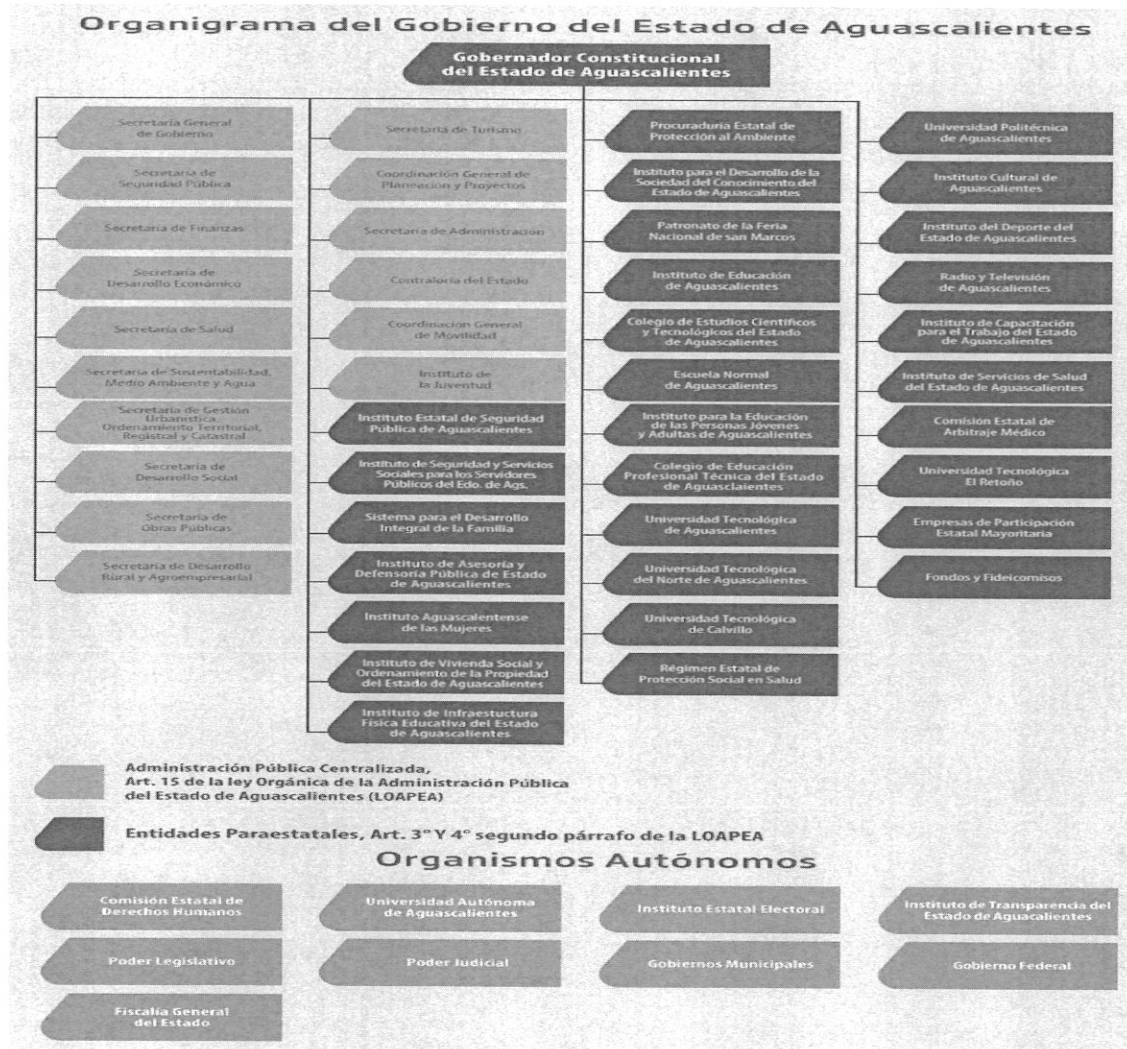 Organigrama del Gobierno del Estado de Aguascalientes
Gobernador Constitucional
del Estado de Aguascalientes
Secretaría General
de Gobierno
Secretaría de
Seguridad Pública
Secretaría de Finanzas
Secretaría de
Desarrollo Económico
Secretaría de Salud
Secretaría de Sustentabilidad,
Medio Ambiente y Agua
Secretaría de Gestión
Urbanística,
Ordenamiento Territorial,
Registral y Catastral
Secretaría de
Desarrollo Social
Secretaría de
Obras Públicas
Secretaría de Desarrollo
Rural y Agroempresarial
Secretaría de Turismo
Coordinación General de
Planeación y Proyectos
Secretaría de Administración
Contraloría del Estado
Coordinación General
de Movilidad
Instituto de
la Juventud
Instituto Estatal de Seguridad
Pública de Aguascalientes
Instituto de Seguridad y Servicios
Sociales para los Servidores
Públicos del Edo. de Ags.
Sistema para el Desarrollo
Integral de la Familia
Instituto de Asesoría y
Defensoría Pública de Estado
de Aguascalientes
Instituto Aguascalentense
de las Mujeres
Instituto de Vivienda Social y
Ordenamiento de la Propiedad
del Estado de Aguascalientes
Instituto de Infraestuctura
Física Educativa del Estado
de Aguascalientes
Procuraduría Estatal de
Protección al Ambiente
Instituto para el Desarrollo de la
Sociedad del Conocimiento del
Estado de Aguascalientes
Patronato de la Feria
Nacional de san Marcos
Instituto de Educación
de Aguascalientes
Colegio de Estudios Científicos
y Tecnológicos del Estado
de Aguascalientes
Escuela Normal
de Aguascalientes
Instituto para la Educación
de las Personas Jóvenes
y Adultas de Aguascalientes
Colegio de Educación
Profesional Técnica del Estado
de Aguasclaientes
Universidad Tecnológica
de Aguascalientes
Universidad Tecnológica
del Norte de Aguascalientes
Universidad Tecnológica
de Calvillo
Régimen Estatal de
Protección Social en Salud
Universidad Politécnica
de Aguascalientes
Instituto Cultural de
Aguascalientes
Instituto del Deporte del
Estado de Aguascalientes
Radio y Televisión
de Aguascalientes
Instituto de Capacitación
para el Trabajo del Estado
de Aguascalientes
Instituto de Servicios de Salud
del Estado de Aguascalientes
Comisión Estatal de
Arbitraje Médico
Universidad Tecnológica
El Retoño
Empresas de Participación
Estatal Mayoritaria
Fondos y Fideicomisos
Administración Pública Centralizada,
Art. 15 de la ley Orgánica de la Administración Pública
del Estado de Aguascalientes (LOAPEA)
Entidades Paraestatales, Art. 3° Y 4° segundo párrafo de la LOAPEA
Organismos Autónomos
Comisión Estatal de
Derechos Humanos
Universidad Autónoma
de Aguascalientes
Instituto Estatal Electoral
Instituto de Transparencia del
Estado de Aguacalientes
Poder Legislativo
Poder Judicial
Gobiernos Municipales
Gobierno Federal
Fiscalía General
del Estado